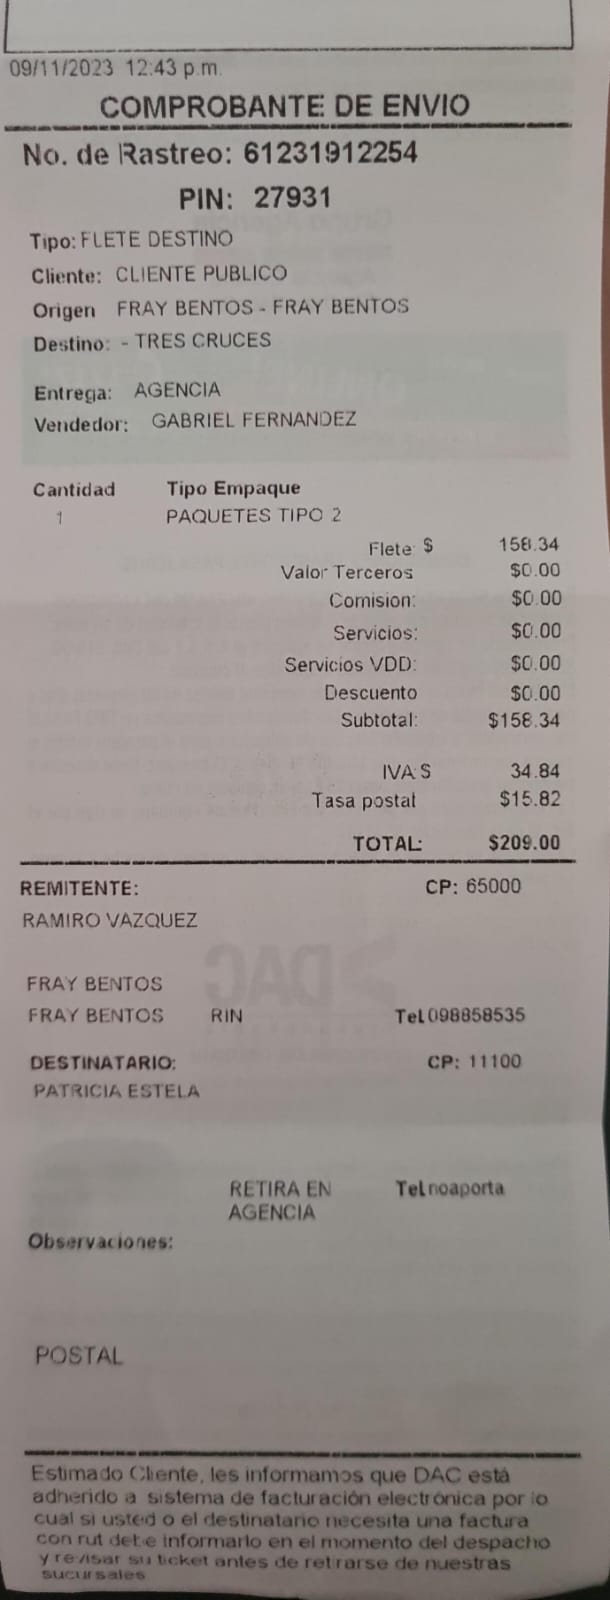 09/11/2023 12:43 p.m.
COMPROBANTE DE ENVIO
No. de Rastreo: 61231912254
PIN: 27931
Tipo: FLETE DESTINO
Cliente: CLIENTE PUBLICO
Origen FRAY BENTOS - FRAY BENTOS
Destino: - TRES CRUCES
Entrega: AGENCIA
Vendedor: GABRIEL FERNANDEZ
Cantidad Tipo Empaque
1 PAQUETES TIPO 2
Flete: $ 158.34
Valor Terceros $0.00
Comision: $0.00
Servicios: $0.00
Servicios VDD: $0.00
Descuento $0.00
Subtotal: $158.34
IVA:$ 34.84
Tasa postal $15.82
TOTAL: $209.00
REMITENTE: CP: 65000
RAMIRO VAZQUEZ
FRAY BENTOS
FRAY BENTOS RIN Tel.098858535
DESTINATARIO: CP: 11100
PATRICIA ESTELA
RETIRA EN Tel.noaporta
AGENCIA
Observaciones:
POSTAL
Estimado Cliente, les informamos que DAC está
adherido a sistema de facturación electrónica por lo
cual si usted o el destinatario necesita una factura
con rut debe informarlo en el momento del despacho
y revisar su ticket antes de retirarse de nuestras
sucursales
DAC